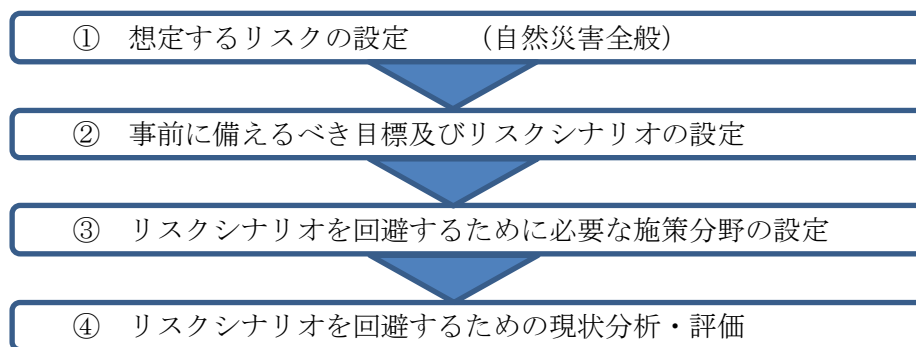 ① 想定するリスクの設定 （自然災害全般）
② 事前に備えるべき目標及びリスクシナリオの設定
③ リスクシナリオを回避するために必要な施策分野の設定
④ リスクシナリオを回避するための現状分析・評価